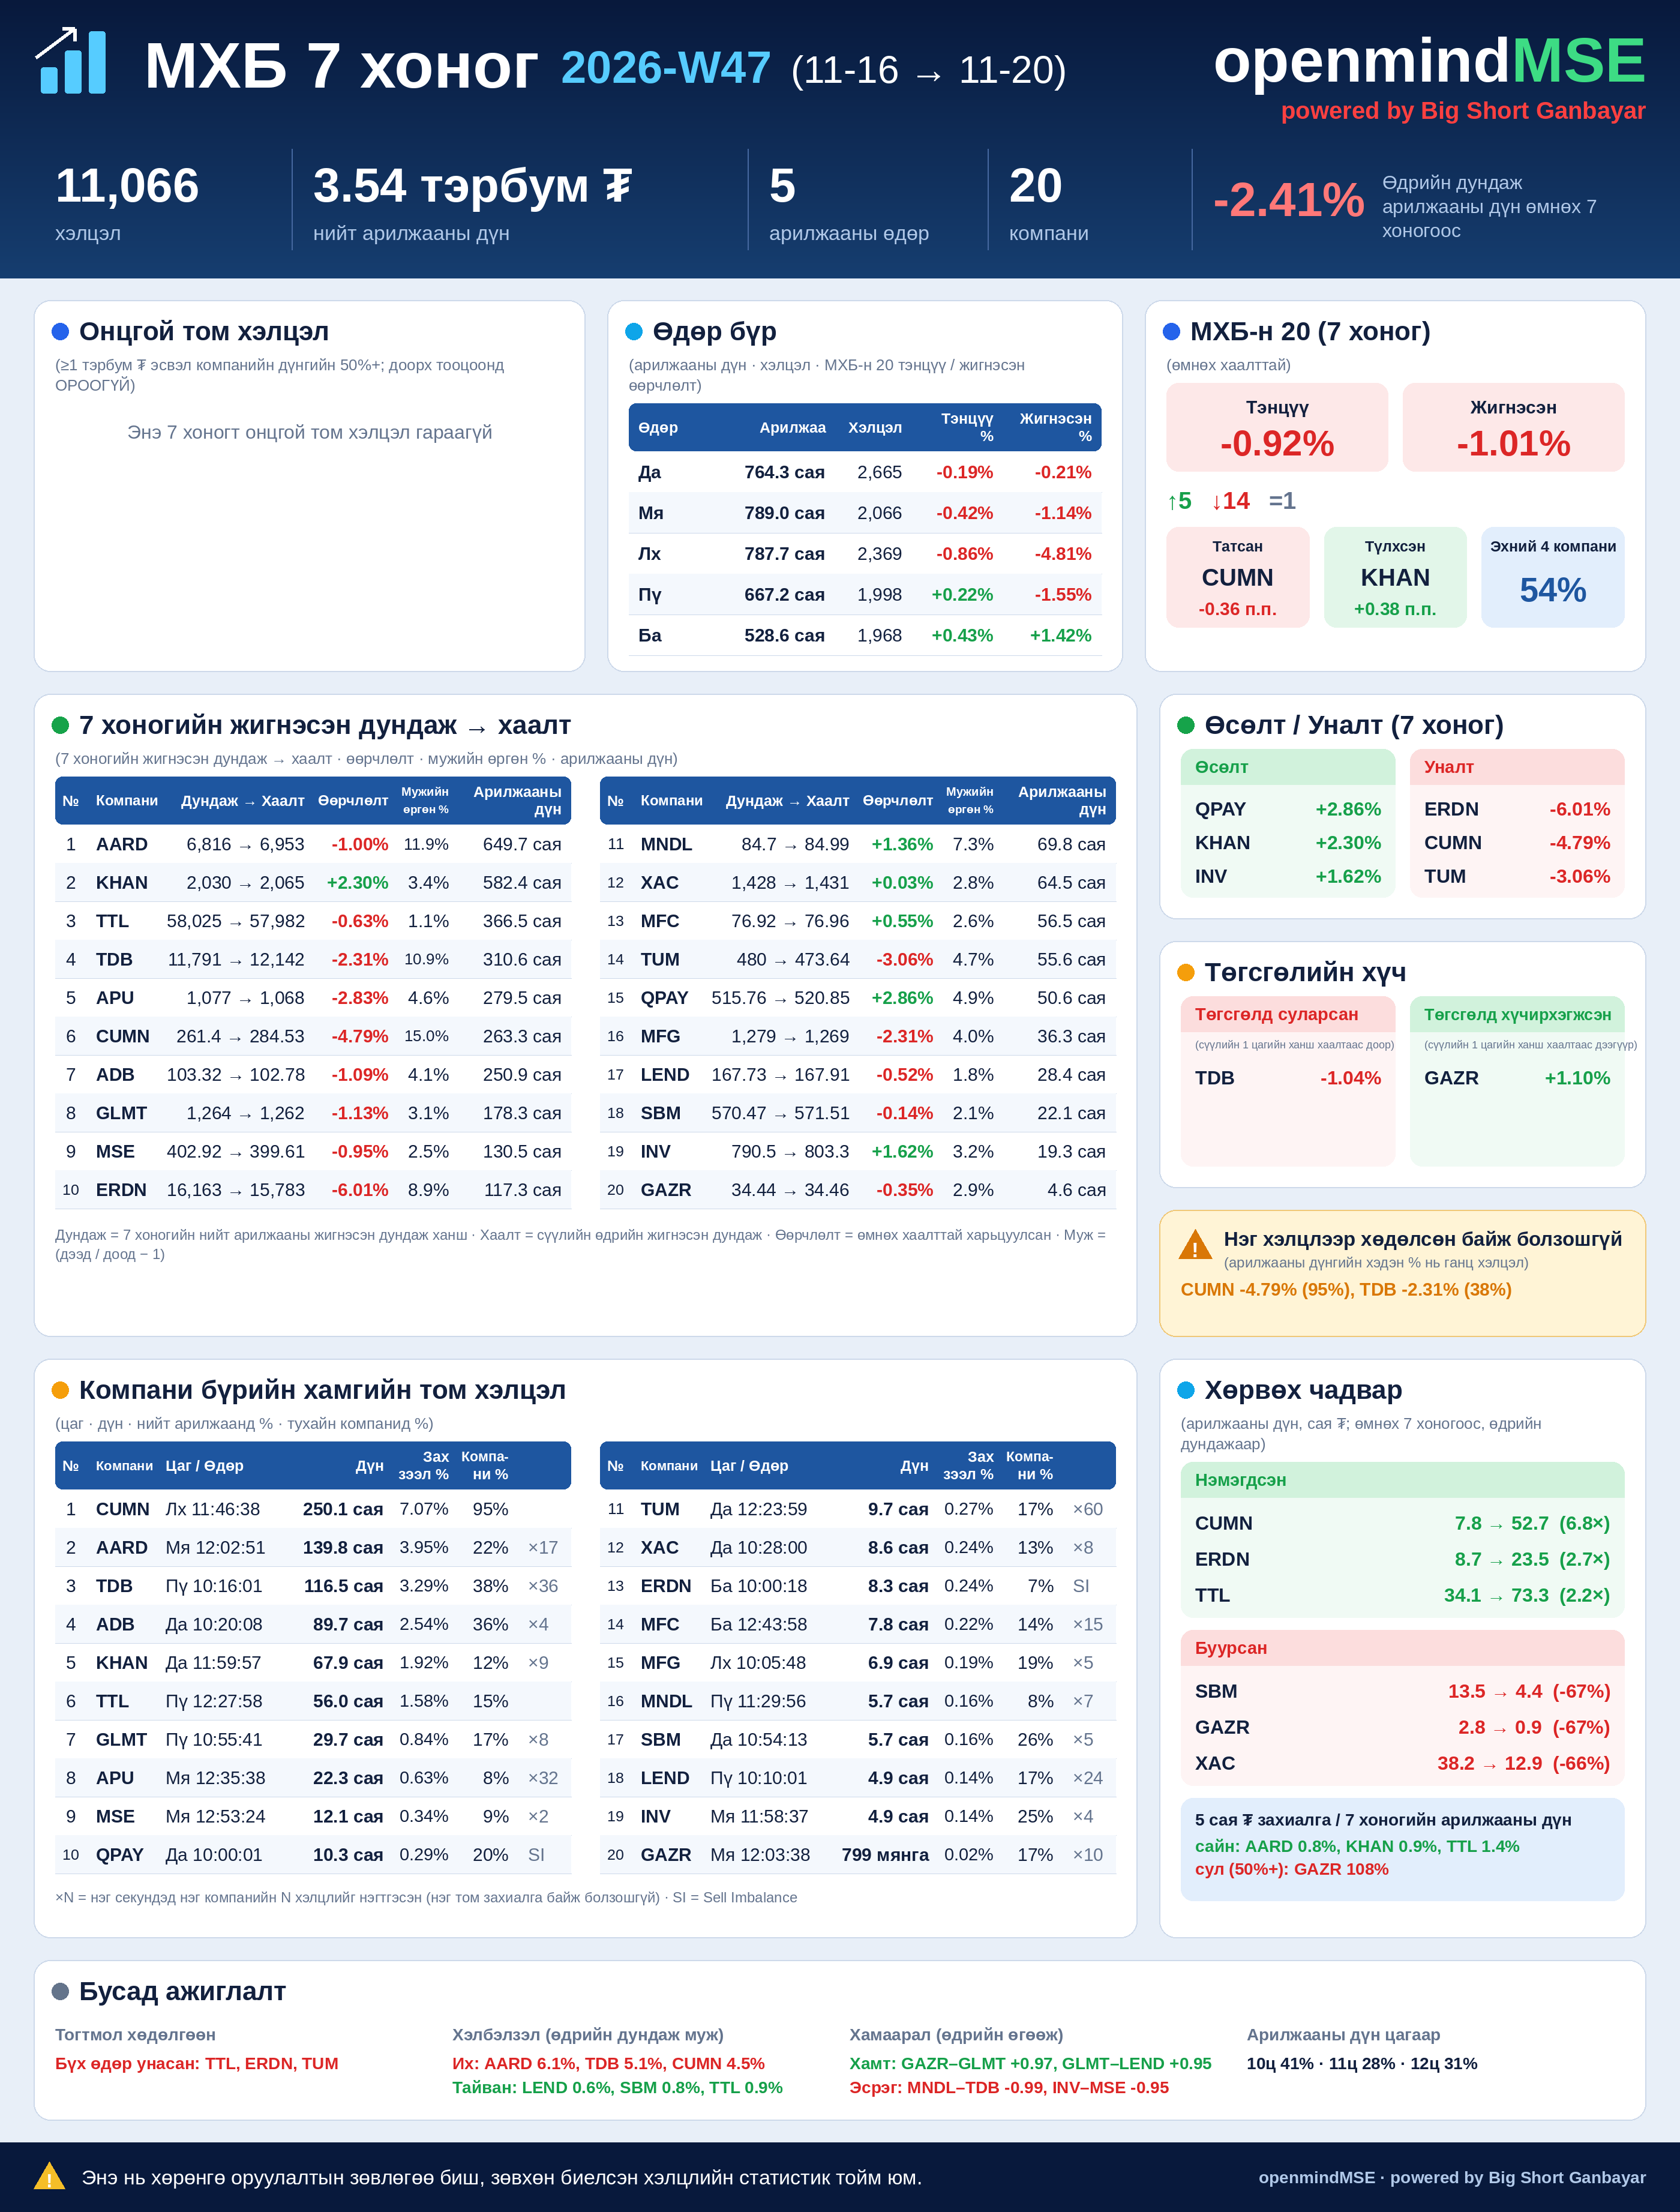 МХБ 7 хоног 2026-W47 (11-16 → 11-20)
openmindMSE
powered by Big Short Ganbayar
11,066
хэлцэл
3.54 тэрбум ₮
нийт арилжааны дүн
5
арилжааны өдөр
20
компани
-2.41%
Өдрийн дундаж
арилжааны дүн өмнөх 7
хоногоос
Онцгой том хэлцэл
(≥1 тэрбум ₮ эсвэл компанийн дүнгийн 50%+; доорх тооцоонд
ОРООГҮЙ)
Энэ 7 хоногт онцгой том хэлцэл гараагүй
Өдөр бүр
(арилжааны дүн · хэлцэл · МХБ-н 20 тэнцүү / жигнэсэн
өөрчлөлт)
Өдөр Арилжаа Хэлцэл Тэнцүү % Жигнэсэн %
Да 764.3 сая 2,665 -0.19% -0.21%
Мя 789.0 сая 2,066 -0.42% -1.14%
Лх 787.7 сая 2,369 -0.86% -4.81%
Пү 667.2 сая 1,998 +0.22% -1.55%
Ба 528.6 сая 1,968 +0.43% +1.42%
МХБ-н 20 (7 хоног)
(өмнөх хаалттай)
Тэнцүү
-0.92%
Жигнэсэн
-1.01%
↑5 ↓14 =1
Татсан
CUMN
-0.36 п.п.
Түлхсэн
KHAN
+0.38 п.п.
Эхний 4 компани
54%
7 хоногийн жигнэсэн дундаж → хаалт
(7 хоногийн жигнэсэн дундаж → хаалт · өөрчлөлт · мужийн өргөн % · арилжааны дүн)
№ Компани Дундаж → Хаалт Өөрчлөлт Мужийн өргөн % Арилжааны дүн
1 AARD 6,816 → 6,953 -1.00% 11.9% 649.7 сая
2 KHAN 2,030 → 2,065 +2.30% 3.4% 582.4 сая
3 TTL 58,025 → 57,982 -0.63% 1.1% 366.5 сая
4 TDB 11,791 → 12,142 -2.31% 10.9% 310.6 сая
5 APU 1,077 → 1,068 -2.83% 4.6% 279.5 сая
6 CUMN 261.4 → 284.53 -4.79% 15.0% 263.3 сая
7 ADB 103.32 → 102.78 -1.09% 4.1% 250.9 сая
8 GLMT 1,264 → 1,262 -1.13% 3.1% 178.3 сая
9 MSE 402.92 → 399.61 -0.95% 2.5% 130.5 сая
10 ERDN 16,163 → 15,783 -6.01% 8.9% 117.3 сая
№ Компани Дундаж → Хаалт Өөрчлөлт Мужийн өргөн % Арилжааны дүн
11 MNDL 84.7 → 84.99 +1.36% 7.3% 69.8 сая
12 XAC 1,428 → 1,431 +0.03% 2.8% 64.5 сая
13 MFC 76.92 → 76.96 +0.55% 2.6% 56.5 сая
14 TUM 480 → 473.64 -3.06% 4.7% 55.6 сая
15 QPAY 515.76 → 520.85 +2.86% 4.9% 50.6 сая
16 MFG 1,279 → 1,269 -2.31% 4.0% 36.3 сая
17 LEND 167.73 → 167.91 -0.52% 1.8% 28.4 сая
18 SBM 570.47 → 571.51 -0.14% 2.1% 22.1 сая
19 INV 790.5 → 803.3 +1.62% 3.2% 19.3 сая
20 GAZR 34.44 → 34.46 -0.35% 2.9% 4.6 сая
Дундаж = 7 хоногийн нийт арилжааны жигнэсэн дундаж ханш · Хаалт = сүүлийн өдрийн жигнэсэн дундаж · Өөрчлөлт = өмнөх хаалттай харьцуулсан · Муж =
(дээд / доод − 1)
Өсөлт / Уналт (7 хоног)
Өсөлт
QPAY +2.86%
KHAN +2.30%
INV +1.62%
Уналт
ERDN -6.01%
CUMN -4.79%
TUM -3.06%
Төгсгөлийн хүч
Төгсгөлд суларсан
(сүүлийн 1 цагийн ханш хаалтаас доор)
TDB -1.04%
Төгсгөлд хүчирхэгжсэн
(сүүлийн 1 цагийн ханш хаалтаас дээгүүр)
GAZR +1.10%
Нэг хэлцлээр хөдөлсөн байж болзошгүй
(арилжааны дүнгийн хэдэн % нь ганц хэлцэл)
CUMN -4.79% (95%), TDB -2.31% (38%)
Компани бүрийн хамгийн том хэлцэл
(цаг · дүн · нийт арилжаанд % · тухайн компанид %)
№ Компани Цаг / Өдөр Дүн Зах зээл % Компа- ни %
1 CUMN Лх 11:46:38 250.1 сая 7.07% 95%
2 AARD Мя 12:02:51 139.8 сая 3.95% 22% ×17
3 TDB Пү 10:16:01 116.5 сая 3.29% 38% ×36
4 ADB Да 10:20:08 89.7 сая 2.54% 36% ×4
5 KHAN Да 11:59:57 67.9 сая 1.92% 12% ×9
6 TTL Пү 12:27:58 56.0 сая 1.58% 15%
7 GLMT Пү 10:55:41 29.7 сая 0.84% 17% ×8
8 APU Мя 12:35:38 22.3 сая 0.63% 8% ×32
9 MSE Мя 12:53:24 12.1 сая 0.34% 9% ×2
10 QPAY Да 10:00:01 10.3 сая 0.29% 20% SI
№ Компани Цаг / Өдөр Дүн Зах зээл % Компа- ни %
11 TUM Да 12:23:59 9.7 сая 0.27% 17% ×60
12 XAC Да 10:28:00 8.6 сая 0.24% 13% ×8
13 ERDN Ба 10:00:18 8.3 сая 0.24% 7% SI
14 MFC Ба 12:43:58 7.8 сая 0.22% 14% ×15
15 MFG Лх 10:05:48 6.9 сая 0.19% 19% ×5
16 MNDL Пү 11:29:56 5.7 сая 0.16% 8% ×7
17 SBM Да 10:54:13 5.7 сая 0.16% 26% ×5
18 LEND Пү 10:10:01 4.9 сая 0.14% 17% ×24
19 INV Мя 11:58:37 4.9 сая 0.14% 25% ×4
20 GAZR Мя 12:03:38 799 мянга 0.02% 17% ×10
×N = нэг секундэд нэг компанийн N хэлцлийг нэгтгэсэн (нэг том захиалга байж болзошгүй) · SI = Sell Imbalance
Хөрвөх чадвар
(арилжааны дүн, сая ₮; өмнөх 7 хоногоос, өдрийн
дундажаар)
Нэмэгдсэн
CUMN 7.8 → 52.7 (6.8×)
ERDN 8.7 → 23.5 (2.7×)
TTL 34.1 → 73.3 (2.2×)
Буурсан
SBM 13.5 → 4.4 (-67%)
GAZR 2.8 → 0.9 (-67%)
XAC 38.2 → 12.9 (-66%)
5 сая ₮ захиалга / 7 хоногийн арилжааны дүн
сайн: AARD 0.8%, KHAN 0.9%, TTL 1.4%
сул (50%+): GAZR 108%
Бусад ажиглалт
Тогтмол хөдөлгөөн
Бүх өдөр унасан: TTL, ERDN, TUM
Хэлбэлзэл (өдрийн дундаж муж)
Их: AARD 6.1%, TDB 5.1%, CUMN 4.5%
Тайван: LEND 0.6%, SBM 0.8%, TTL 0.9%
Хамаарал (өдрийн өгөөж)
Хамт: GAZR–GLMT +0.97, GLMT–LEND +0.95
Эсрэг: MNDL–TDB -0.99, INV–MSE -0.95
Арилжааны дүн цагаар
10ц 41% · 11ц 28% · 12ц 31%
Энэ нь хөрөнгө оруулалтын зөвлөгөө биш, зөвхөн биелсэн хэлцлийн статистик тойм юм.
openmindMSE · powered by Big Short Ganbayar